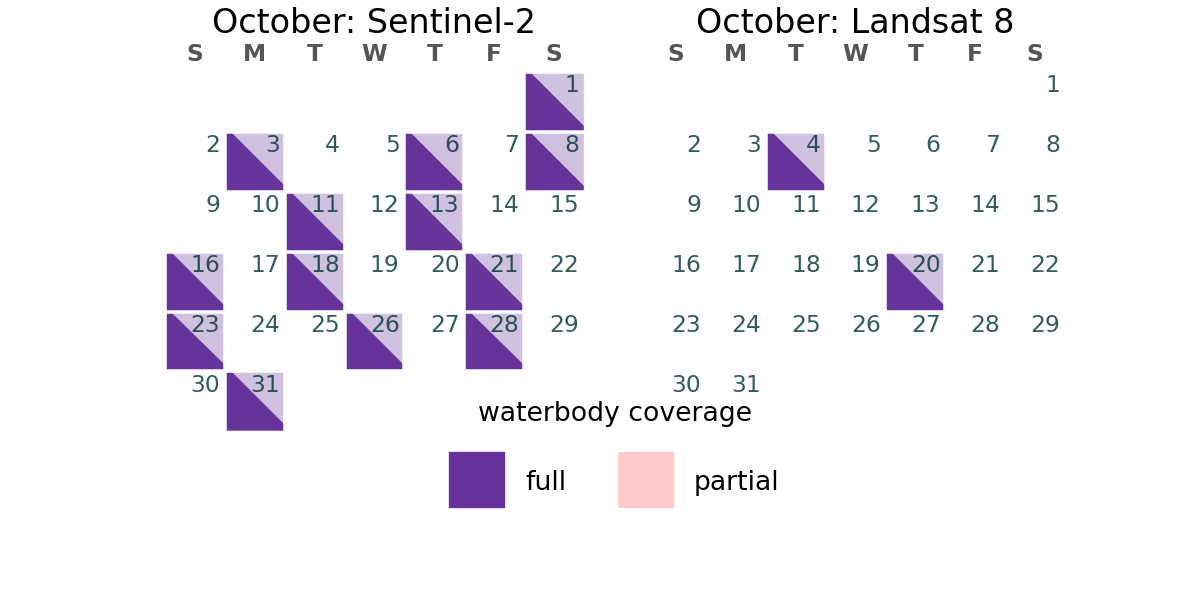 October: Sentinel-2
S M T W T F S
1
2 3 4 5 6 7 8
9 10 11 12 13 14 15
16 17 18 19 20 21 22
23 24 25 26 27 28 29
30 31
October: Landsat 8
S M T W T F S
1
2 3 4 5 6 7 8
9 10 11 12 13 14 15
16 17 18 19 20 21 22
23 24 25 26 27 28 29
30 31
waterbody coverage
full partial